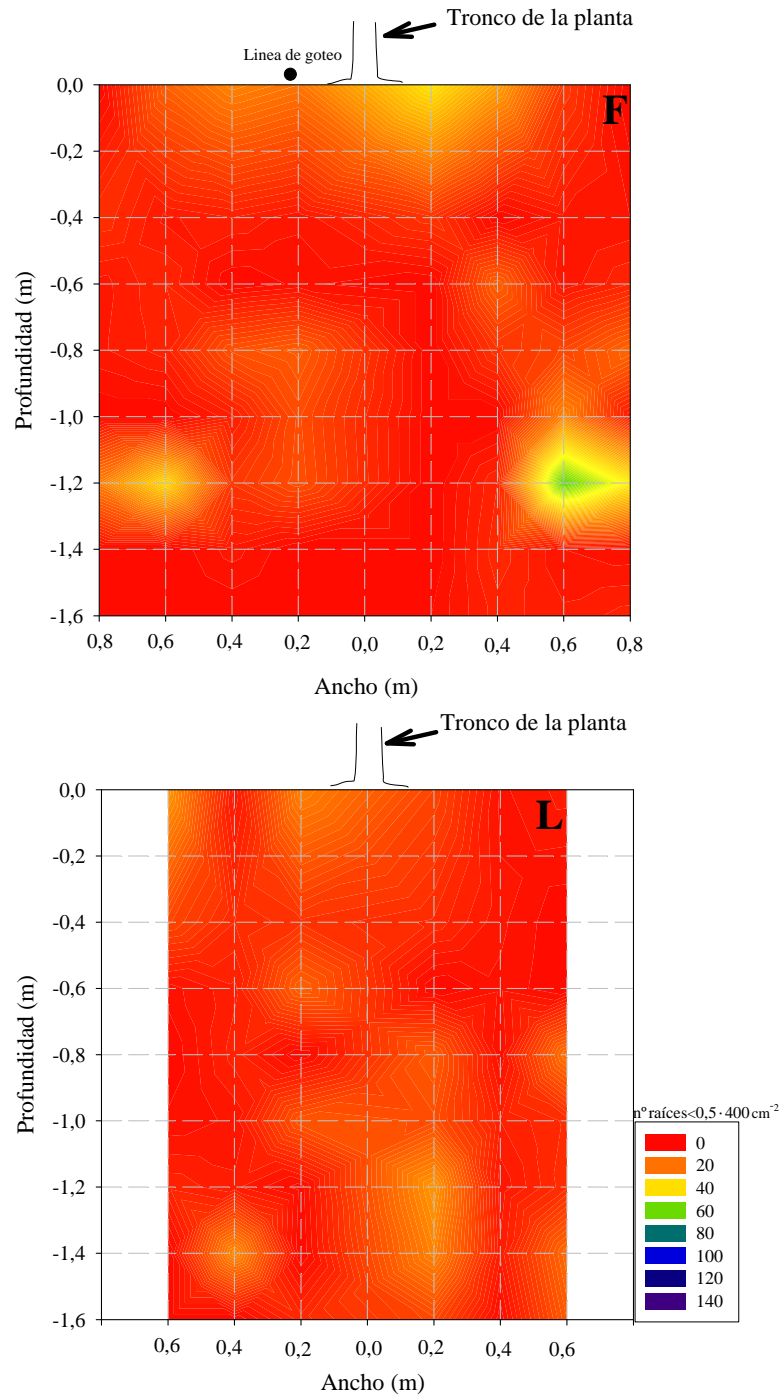 Tronco de la planta
Linea de goteo
F
0,0
-0,2
-0,4
-0,6
-0,8
-1,0
-1,2
-1,4
-1,6
Profundidad (m)
0,8 0,6 0,4 0,2 0,0 0,2 0,4 0,6 0,8
Ancho (m)
Tronco de la planta
L
0,0
-0,2
-0,4
-0,6
-0,8
-1,0
-1,2
-1,4
-1,6
Profundidad (m)
0,6 0,4 0,2 0,0 0,2 0,4 0,6
Ancho (m)
nº raíces<0,5·400 cm⁻²
0
20
40
60
80
100
120
140